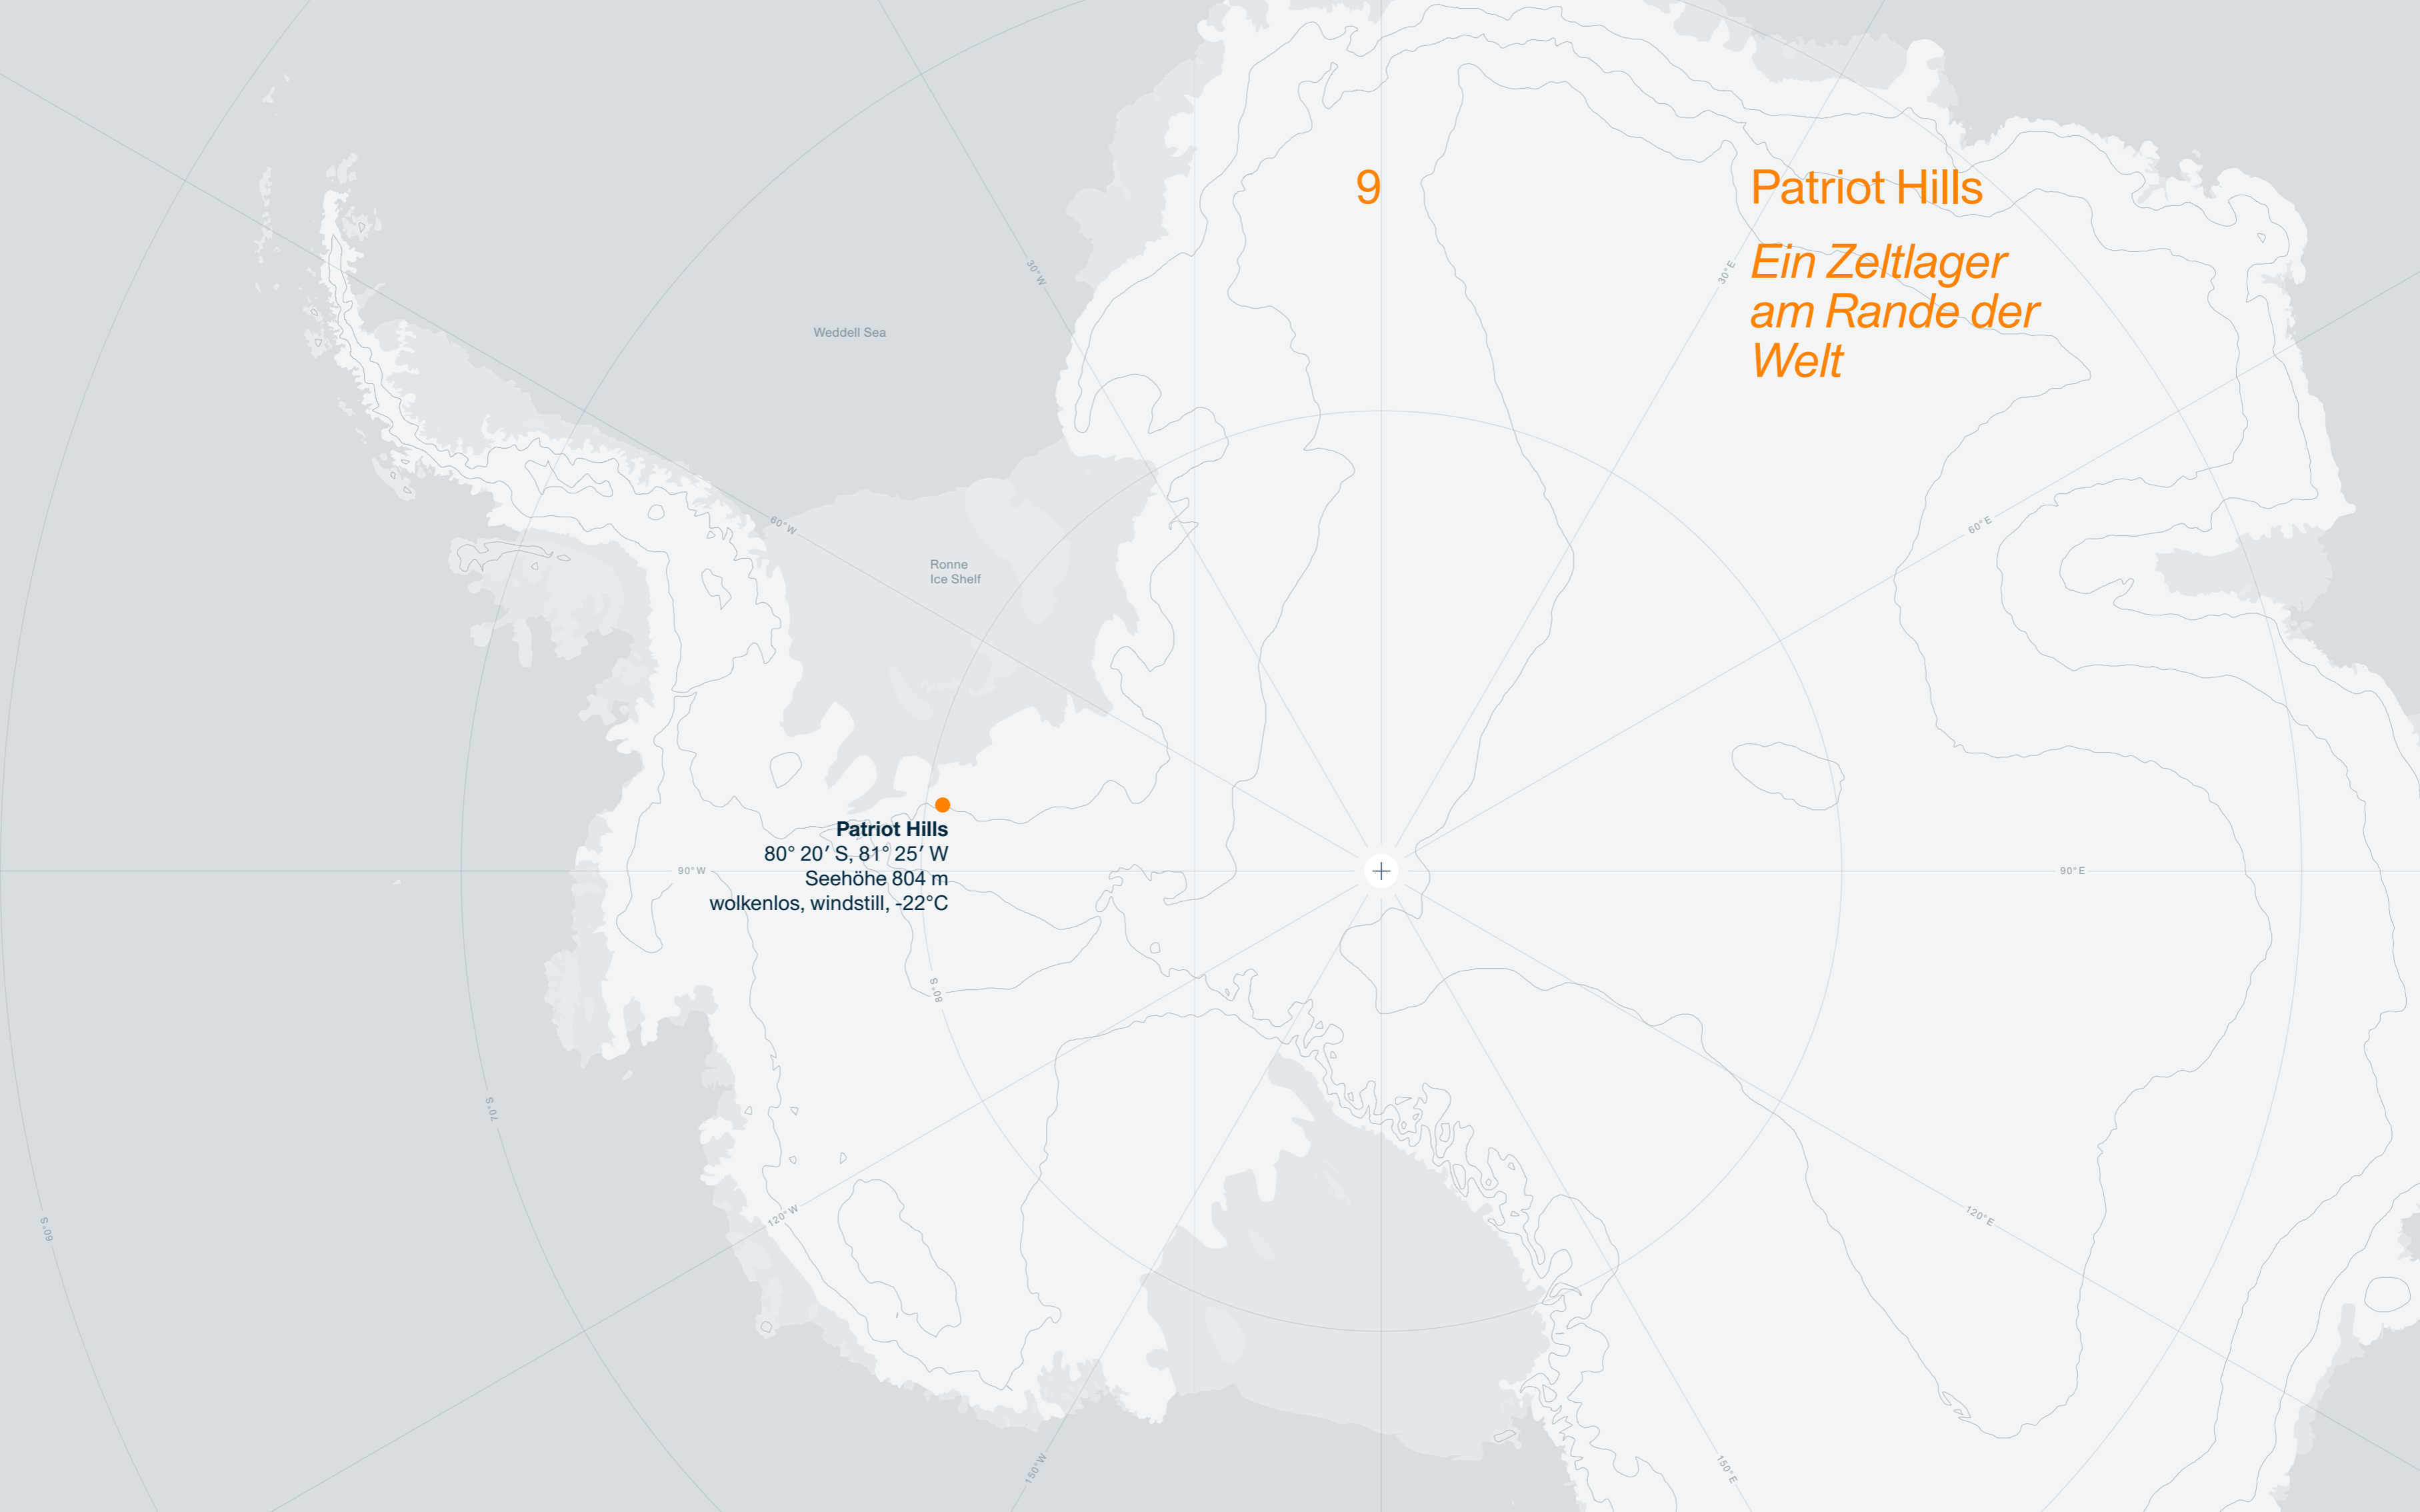 9
Patriot Hills
Ein Zeltlager
am Rande der
Welt
30°W
30°E
Weddell Sea
60°W
60°E
Ronne
Ice Shelf
Patriot Hills
80° 20′ S, 81° 25′ W
Seehöhe 804 m
wolkenlos, windstill, -22°C
90°W
90°E
80°S
70°S
120°W
120°E
60°S
150°W
150°E